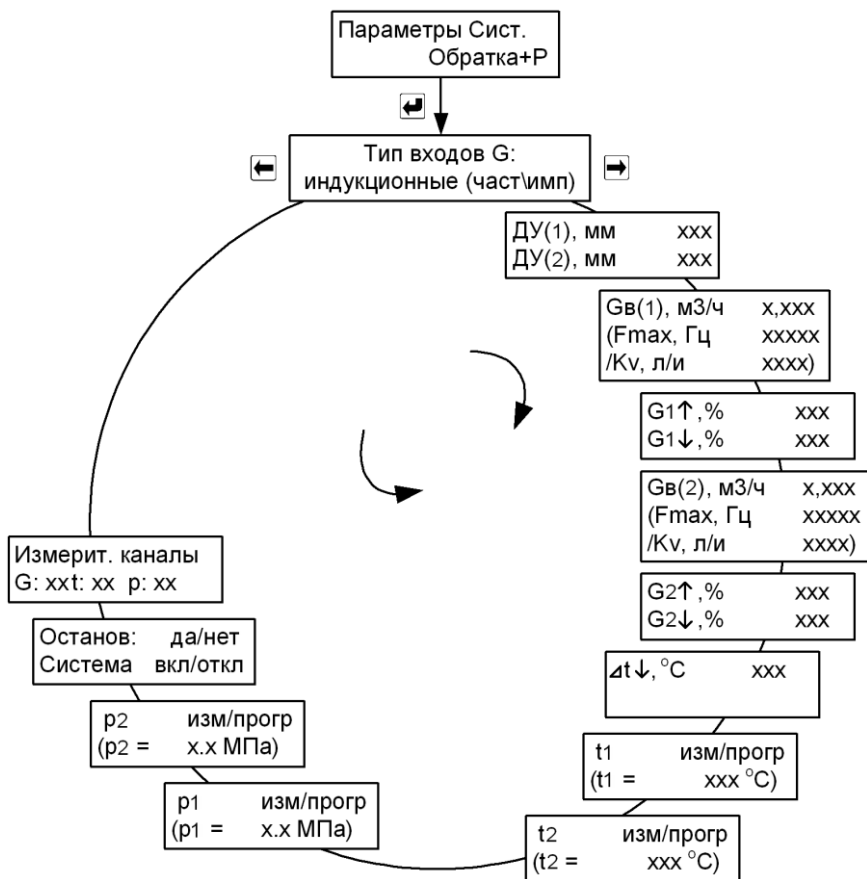 Параметры Сист.
Обратка+Р
Тип входов G:
индукционные (част\имп)
ДУ(1), мм xxx
ДУ(2), мм xxx
Gв(1), м3/ч x,xxx
(Fmax, Гц xxxxx
/Kv, л/и xxxx)
G1↑,% xxx
G1↓,% xxx
Gв(2), м3/ч x,xxx
(Fmax, Гц xxxxx
/Kv, л/и xxxx)
G2↑,% xxx
G2↓,% xxx
⊿t↓, °C xxx
t1 изм/прогр
(t1 = xxx °C)
t2 изм/прогр
(t2 = xxx °C)
p1 изм/прогр
(p1 = x.x МПа)
p2 изм/прогр
(p2 = x.x МПа)
Останов: да/нет
Система вкл/откл
Измерит. каналы
G: xxt: xx p: xx